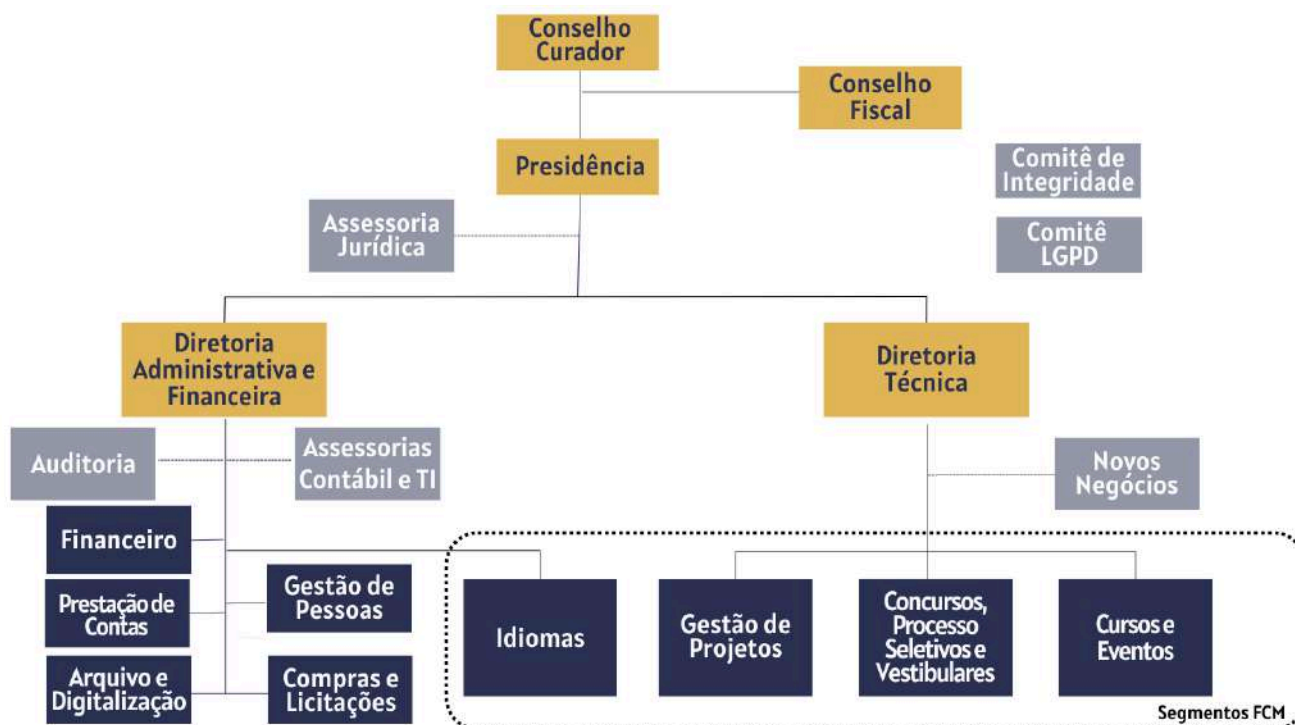 Conselho
Curador
Conselho
Fiscal
Presidência
Comitê de
Integridade
Assessoria
Jurídica
Comitê
LGPD
Diretoria
Administrativa e
Financeira
Diretoria
Técnica
Auditoria
Assessorias
Contábil e TI
Novos
Negócios
Financeiro
Prestação de
Contas
Gestão de
Pessoas
Arquivo e
Digitalização
Compras e
Licitações
Idiomas
Gestão de
Projetos
Concursos,
Processo
Seletivos e
Vestibulares
Cursos e
Eventos
Segmentos FCM